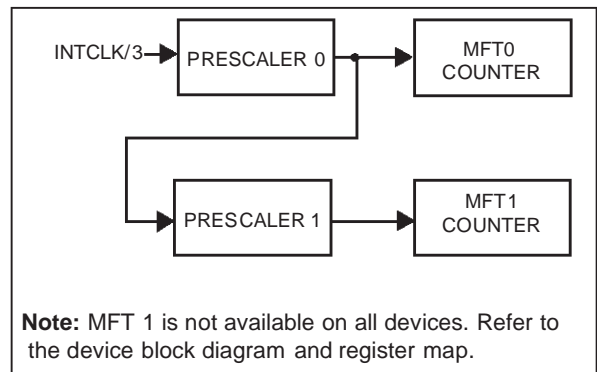 INTCLK/3
PRESCALER 0
MFT0
COUNTER
PRESCALER 1
MFT1
COUNTER
Note: MFT 1 is not available on all devices. Refer to
the device block diagram and register map.